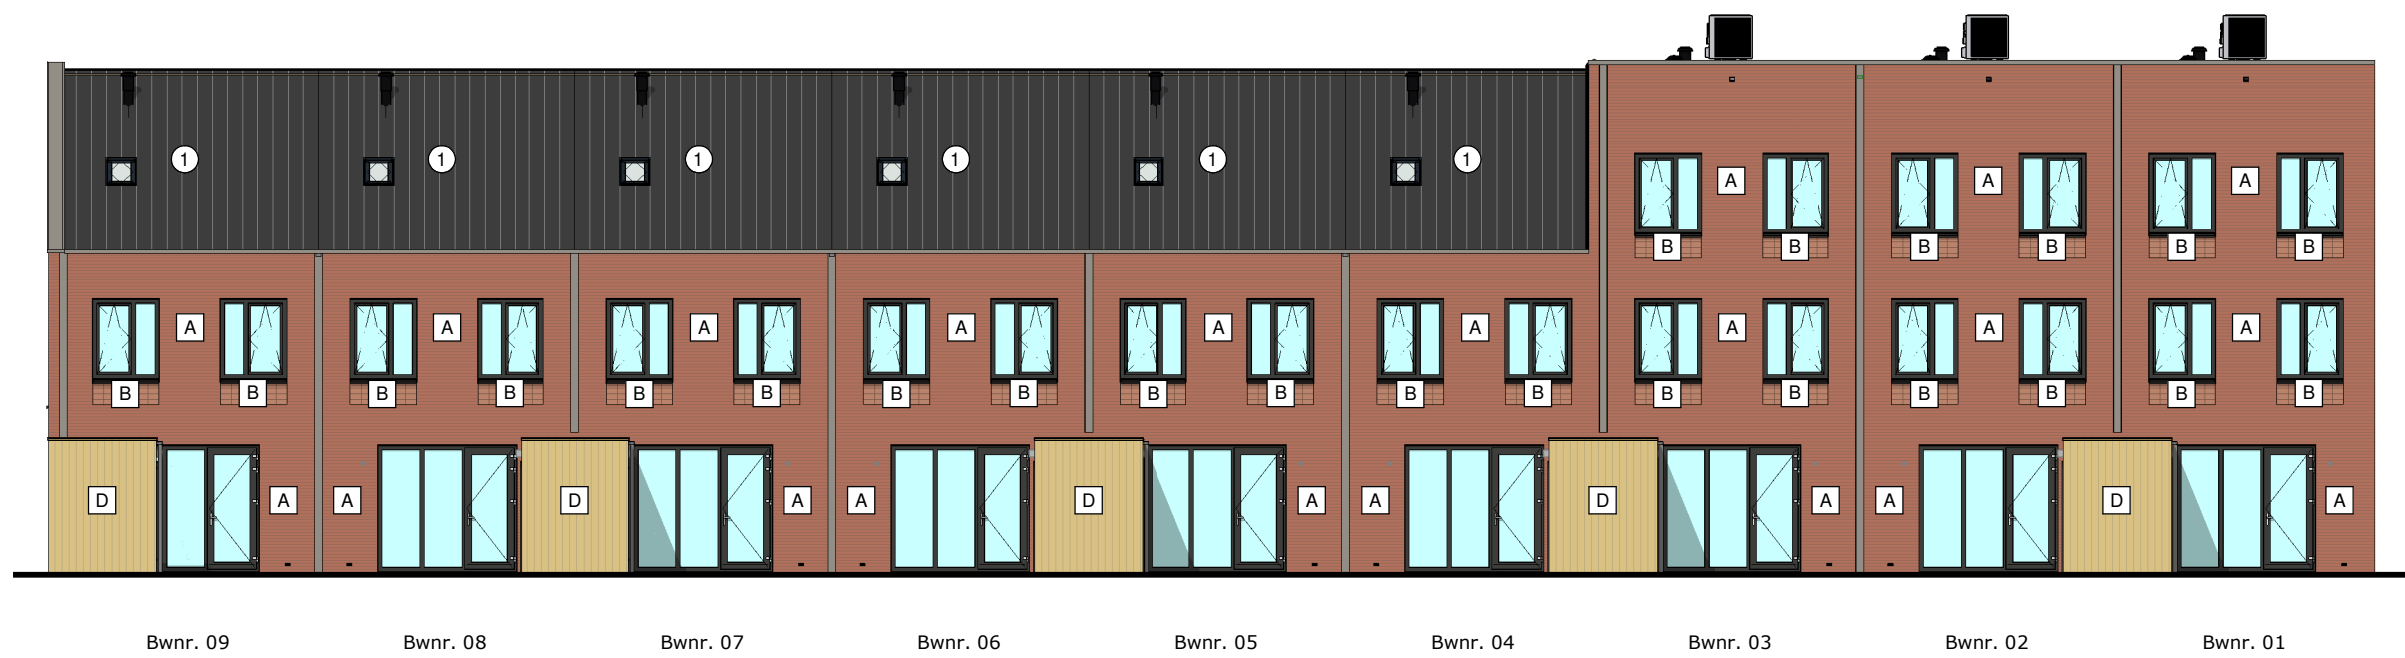 1 1 1 1 1 1
A A A
B B B B B B
A A A A A A A A A
B B B B B B B B B B B B B B B B B B
D A A D A A D A A D A A D A
Bwnr. 09 Bwnr. 08 Bwnr. 07 Bwnr. 06 Bwnr. 05 Bwnr. 04 Bwnr. 03 Bwnr. 02 Bwnr. 01